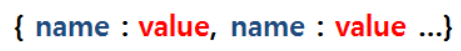 { name : value, name : value ...}